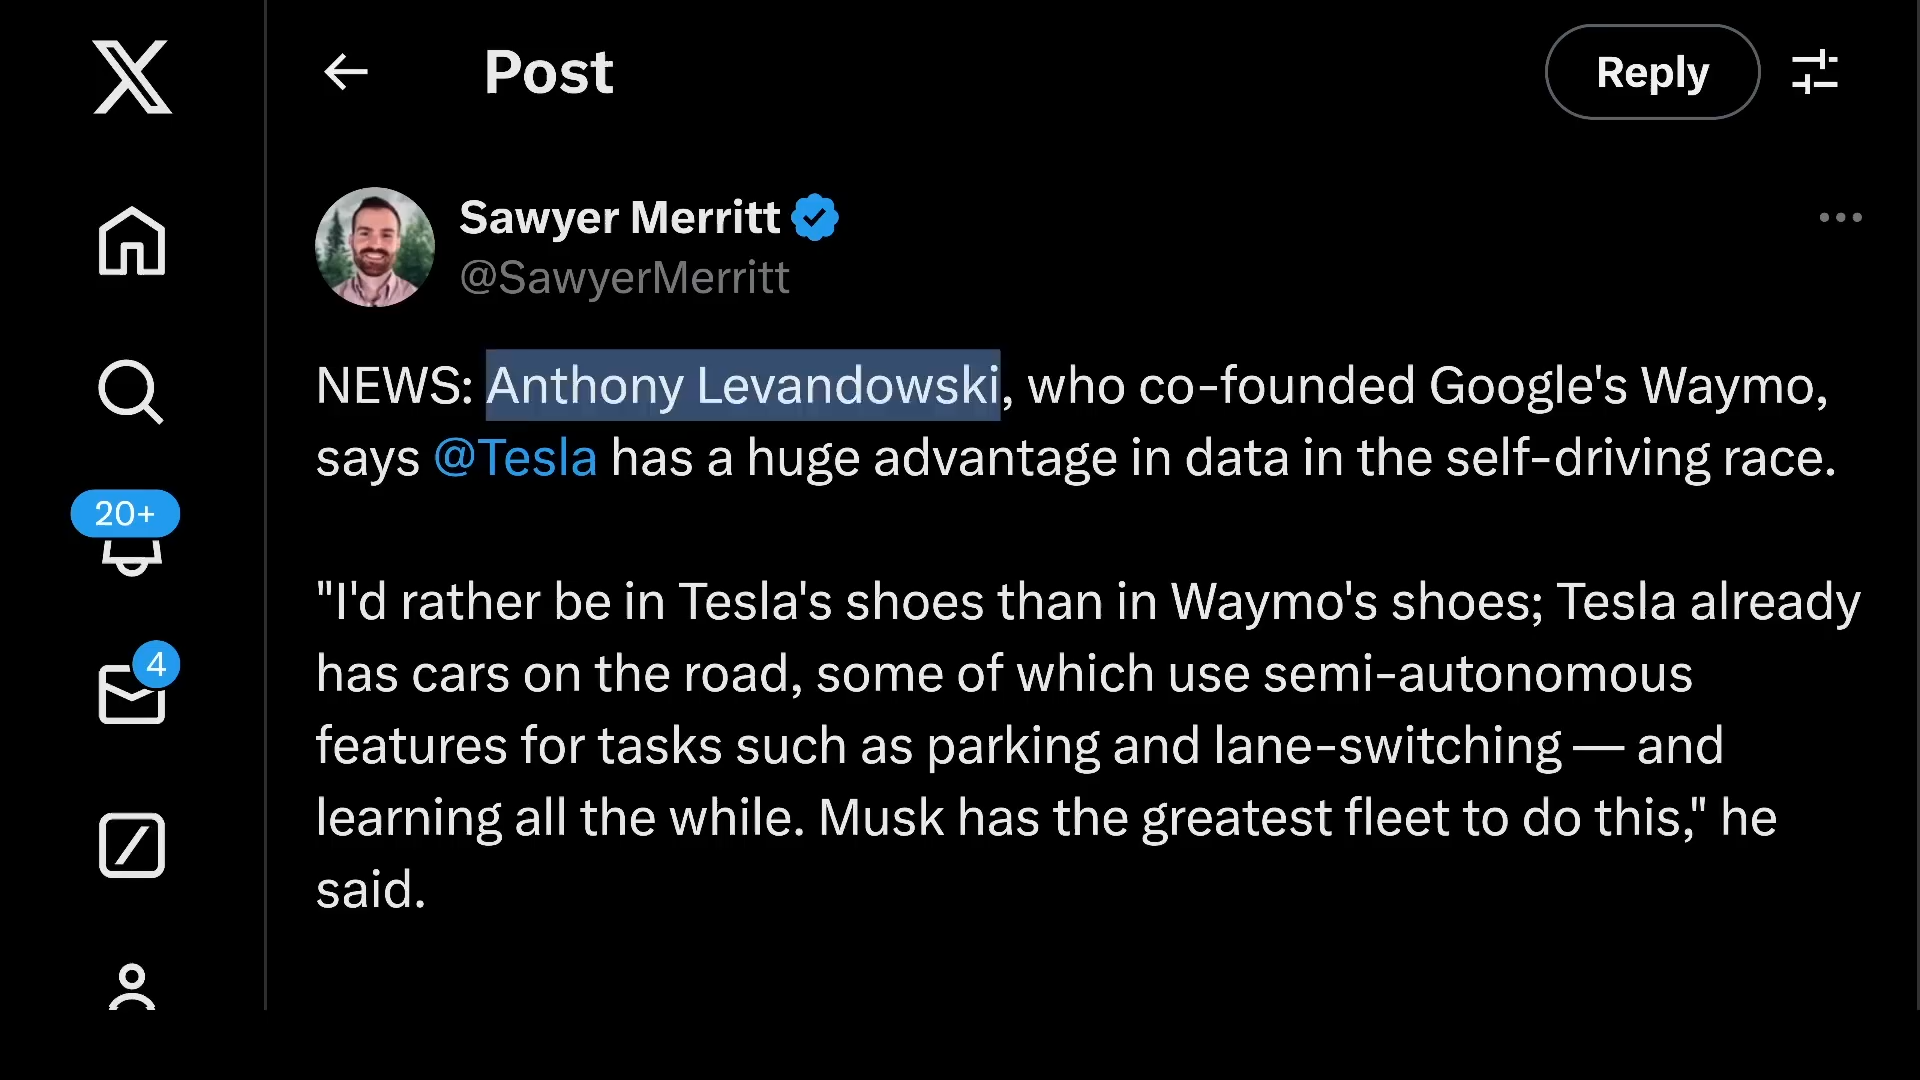 Post
Reply
Sawyer Merritt
@SawyerMerritt
NEWS: Anthony Levandowski, who co-founded Google's Waymo,
says @Tesla has a huge advantage in data in the self-driving race.
20+
"I'd rather be in Tesla's shoes than in Waymo's shoes; Tesla already
4
has cars on the road, some of which use semi-autonomous
features for tasks such as parking and lane-switching — and
learning all the while. Musk has the greatest fleet to do this," he
said.